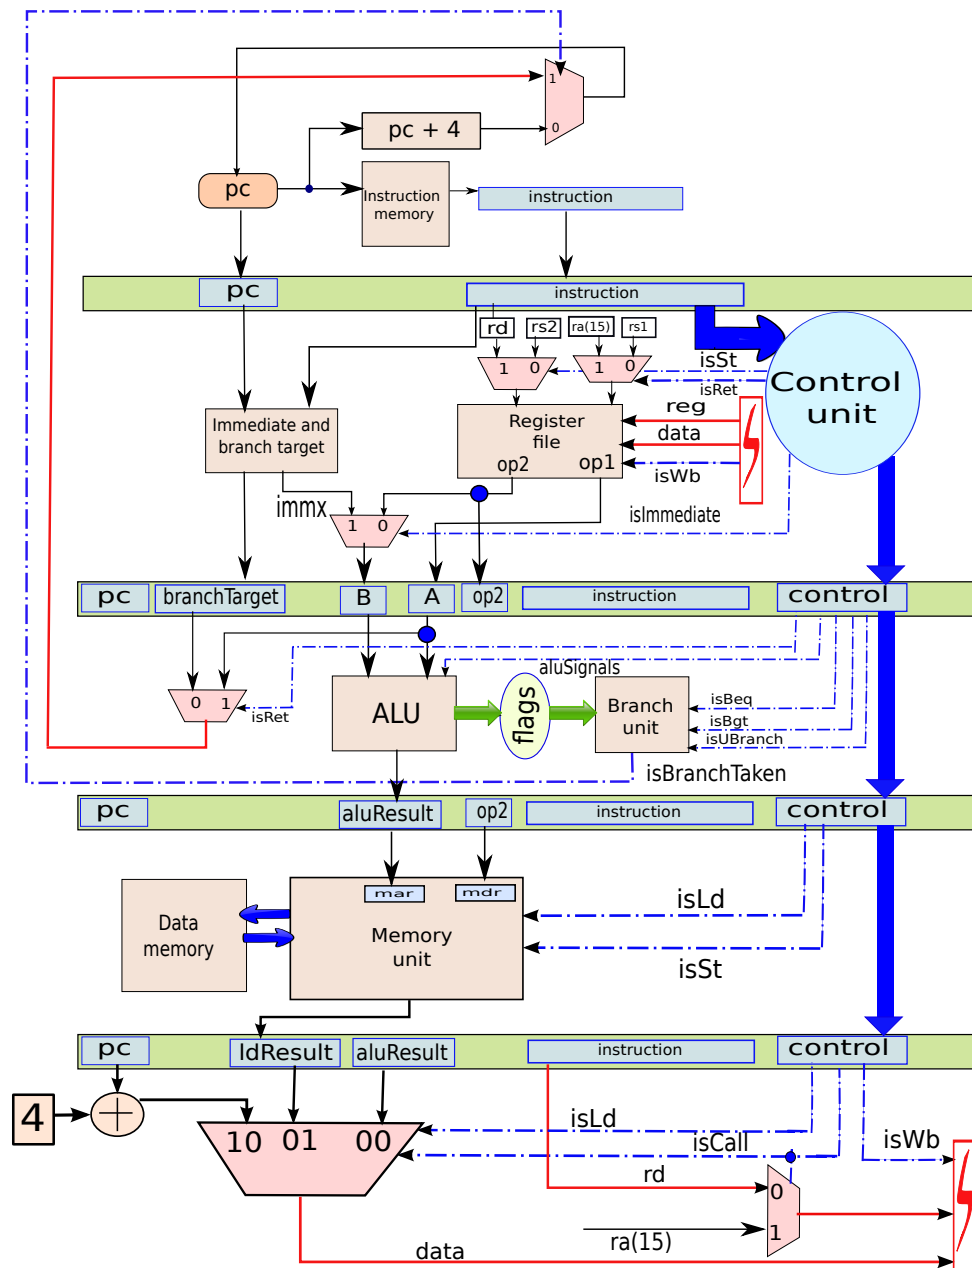 1
0
pc + 4
pc
Instruction
memory
instruction
pc
instruction
rd
rs2
ra(15)
rs1
1 0
1 0
isSt
isRet
Control
unit
Immediate and
branch target
Register
file
op2
op1
reg
data
isWb
immx
1 0
isImmediate
pc
branchTarget
B
A
op2
instruction
control
0 1
isRet
ALU
aluSignals
flags
Branch
unit
isBeq
isBgt
isUBranch
isBranchTaken
pc
aluResult
op2
instruction
control
mar
mdr
Data
memory
Memory
unit
isLd
isSt
pc
ldResult
aluResult
instruction
control
4
10 01 00
isLd
isCall
isWb
rd
0
1
ra(15)
data